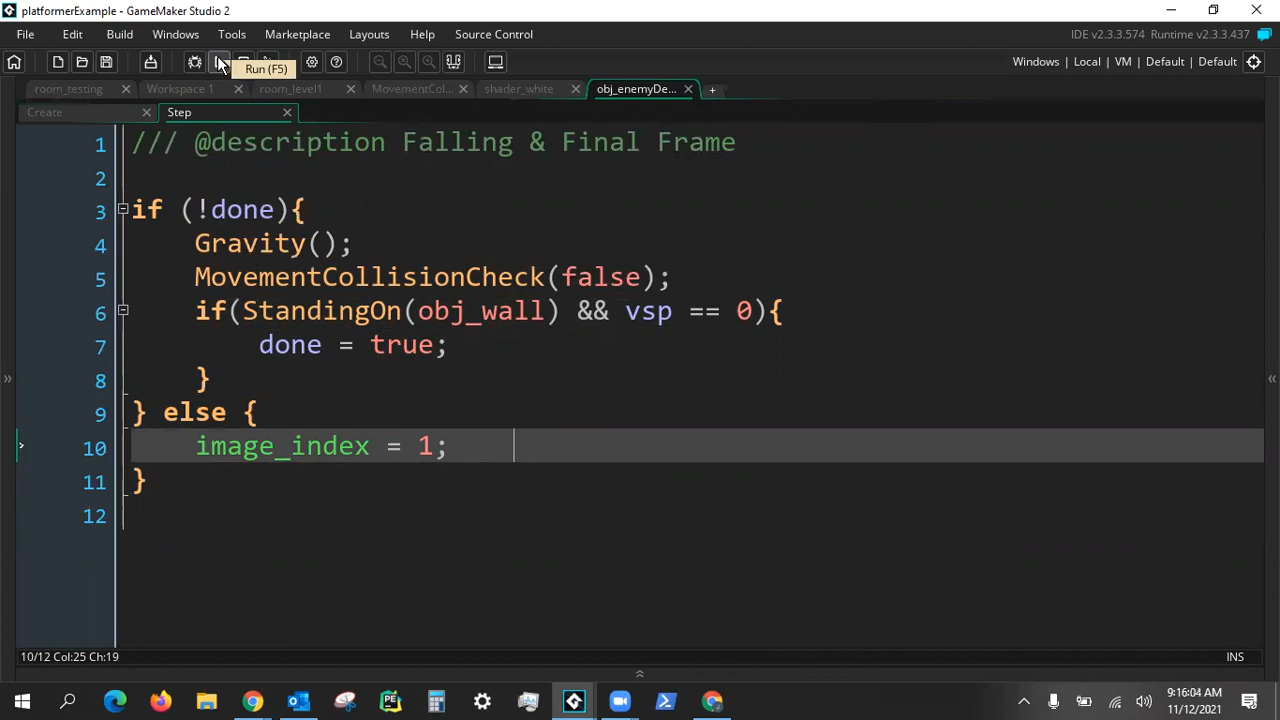 platformerExample - GameMaker Studio 2
File Edit Build Windows Tools Marketplace Layouts Help Source Control IDE v2.3.3.574 Runtime v2.3.3.437
Run (F5) Windows | Local | VM | Default | Default
room_testing Workspace 1 room_level1 MovementCol... shader_white obj_enemyDe...
Create Step
1 /// @description Falling & Final Frame
2
3 if (!done){
4 Gravity();
5 MovementCollisionCheck(false);
6 if(StandingOn(obj_wall) && vsp == 0){
7 done = true;
8 }
9 } else {
10 image_index = 1;
11 }
12
10/12 Col:25 Ch:19 INS
9:16:04 AM
11/12/2021